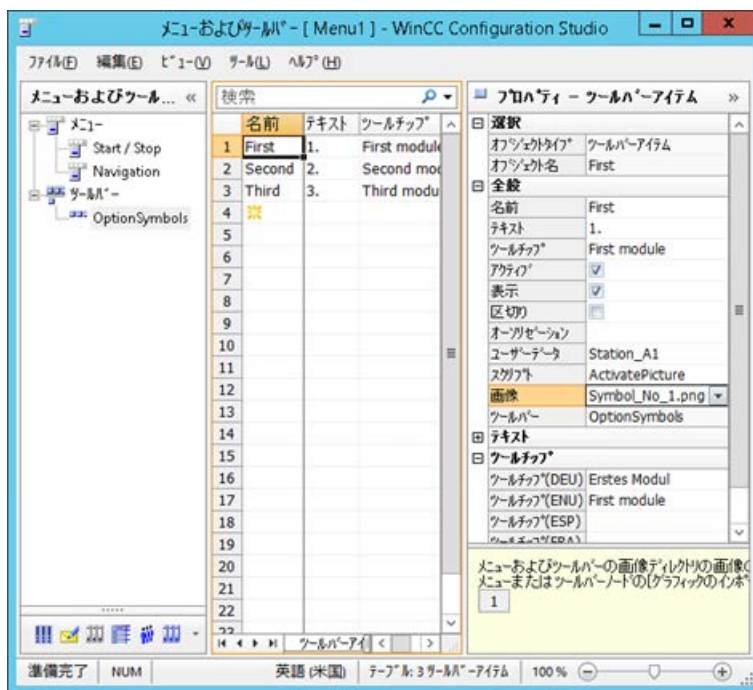 メニューおよびツールバー - [ Menu1 ] - WinCC Configuration Studio
ファイル(F) 編集(E) ビュー(V) ツール(L) ヘルプ(H)
メニューおよびツール... «
メニュー
Start / Stop
Navigation
ツールバー
OptionSymbols
検索
名前 テキスト ツールチップ
1 First 1. First module
2 Second 2. Second mod
3 Third 3. Third modu
4
5
6
7
8
9
10
11
12
13
14
15
16
17
18
19
20
21
22
23
ツールバーアイ
プロパティ - ツールバーアイテム »
選択
オブジェクトタイプ ツールバーアイテム
オブジェクト名 First
全般
名前 First
テキスト 1.
ツールチップ First module
アクティブ
表示
区切り
オーソリゼーション
ユーザーデータ Station_A1
スクリプト ActivatePicture
画像 Symbol_No_1.png
ツールバー OptionSymbols
テキスト
ツールチップ
ツールチップ(DEU) Erstes Modul
ツールチップ(ENU) First module
ツールチップ(ESP)
ツールチップ(FRA)
メニューおよびツールバーの画像ディレクトリの画像の
メニューまたはツールバーノードの[グラフィックのインポー
1
準備完了 NUM 英語 (米国) テーブル: 3 ツールバーアイテム 100 %